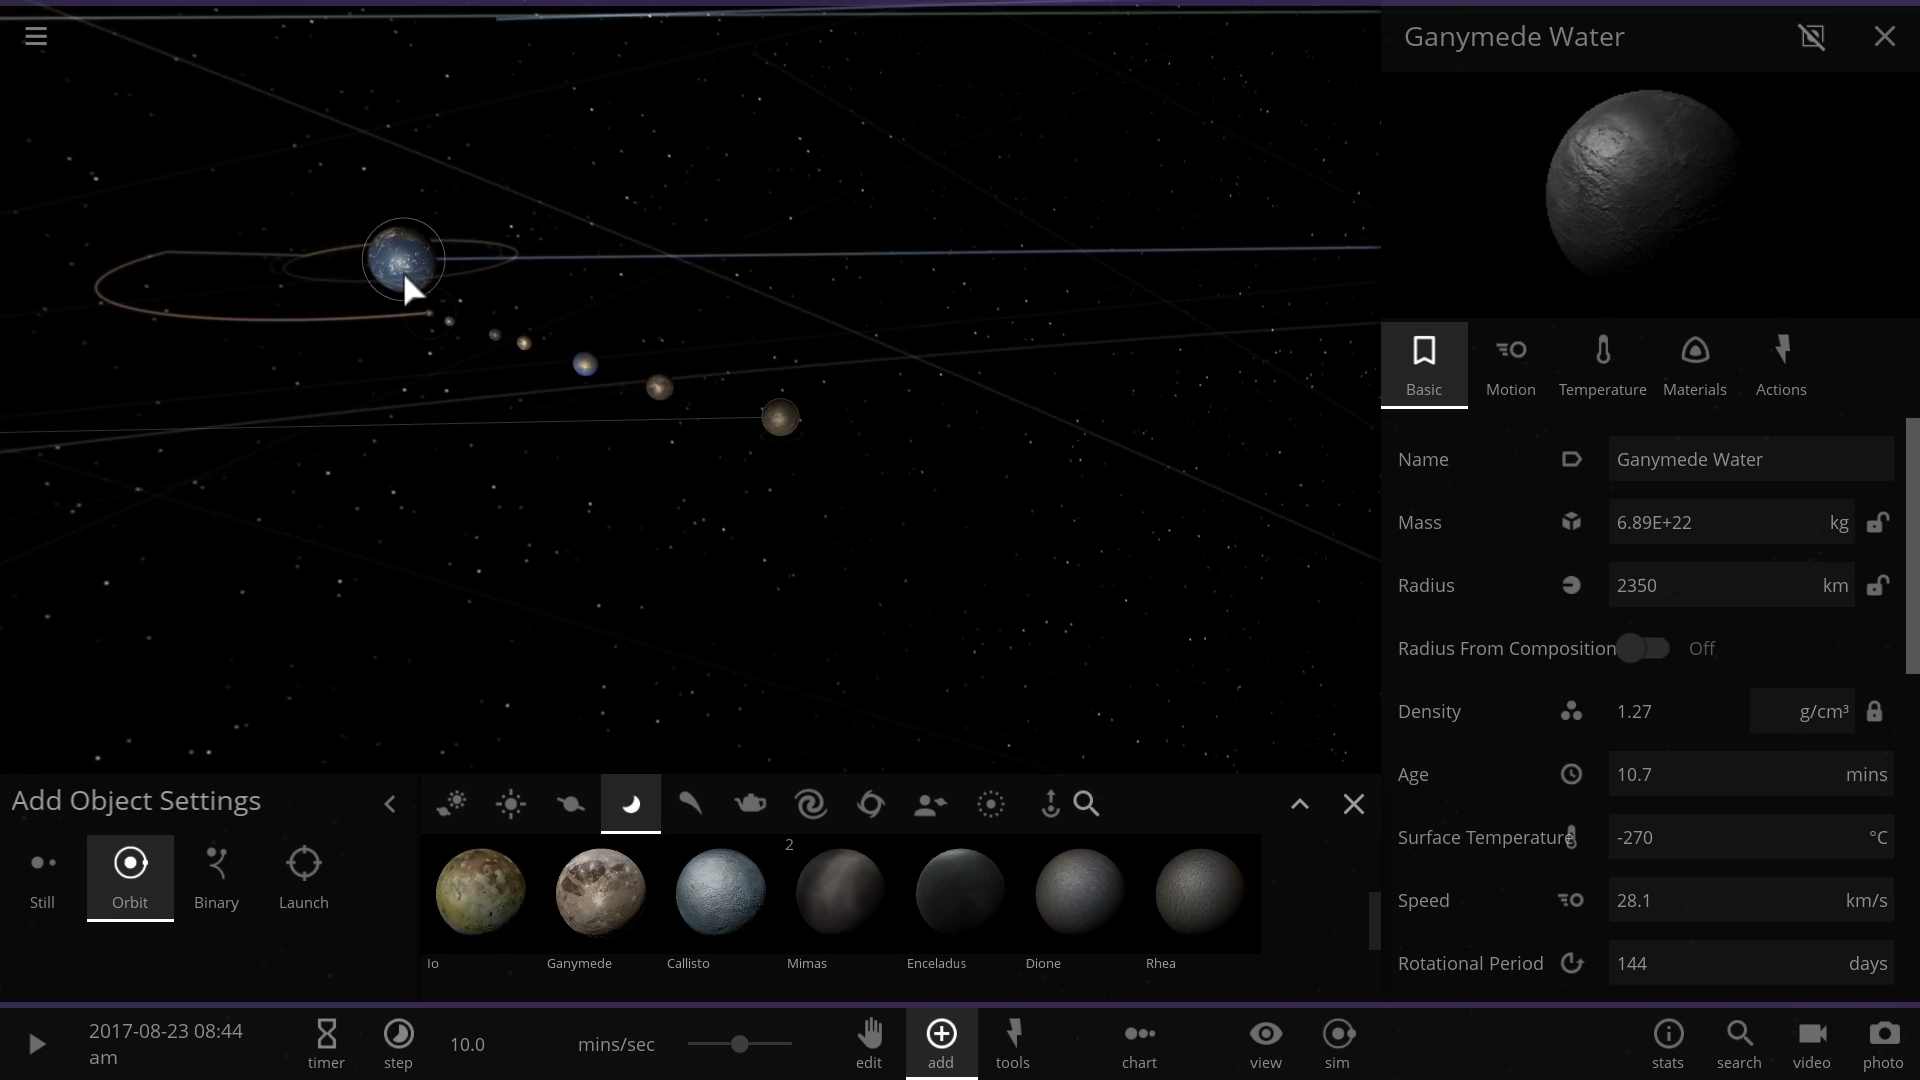 Ganymede Water
Basic
Motion
Temperature
Materials
Actions
Name
Ganymede Water
Mass
6.89E+22
kg
Radius
2350
km
Radius From Composition
Off
Density
1.27
g/cm³
Age
10.7
mins
Surface Temperature
-270
°C
Speed
28.1
km/s
Rotational Period
144
days
Add Object Settings
Still
Orbit
Binary
Launch
2
Io
Ganymede
Callisto
Mimas
Enceladus
Dione
Rhea
2017-08-23 08:44
am
timer
step
10.0
mins/sec
edit
add
tools
chart
view
sim
stats
search
video
photo